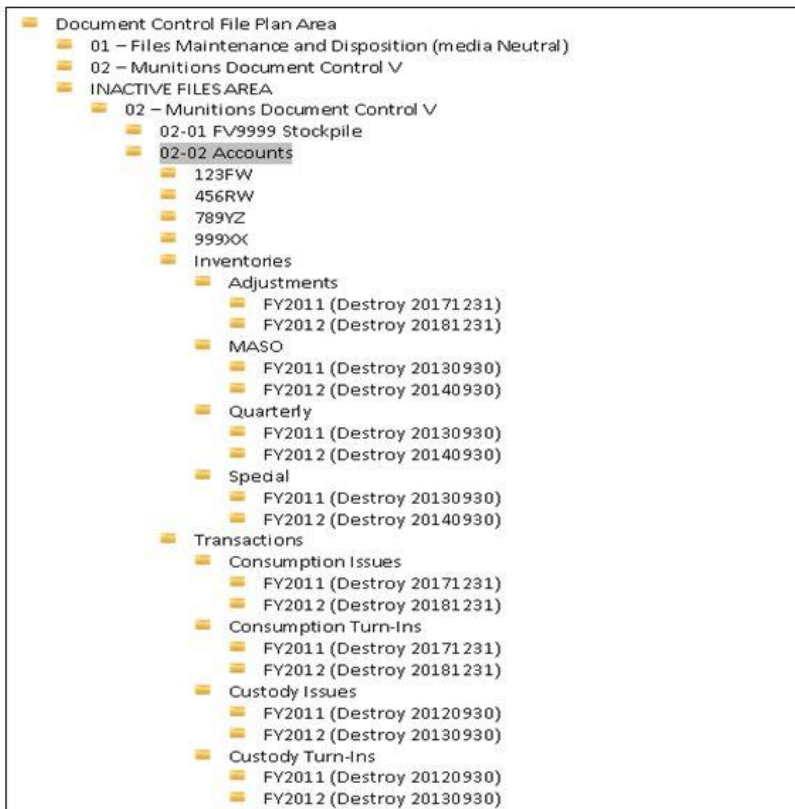 Document Control File Plan Area
01 – Files Maintenance and Disposition (media Neutral)
02 – Munitions Document Control V
INACTIVE FILES AREA
02 – Munitions Document Control V
02-01 FV9999 Stockpile
02-02 Accounts
123FW
456RW
789YZ
999XX
Inventories
Adjustments
FY2011 (Destroy 20171231)
FY2012 (Destroy 20181231)
MASO
FY2011 (Destroy 20130930)
FY2012 (Destroy 20140930)
Quarterly
FY2011 (Destroy 20130930)
FY2012 (Destroy 20140930)
Special
FY2011 (Destroy 20130930)
FY2012 (Destroy 20140930)
Transactions
Consumption Issues
FY2011 (Destroy 20171231)
FY2012 (Destroy 20181231)
Consumption Turn-Ins
FY2011 (Destroy 20171231)
FY2012 (Destroy 20181231)
Custody Issues
FY2011 (Destroy 20120930)
FY2012 (Destroy 20130930)
Custody Turn-Ins
FY2011 (Destroy 20120930)
FY2012 (Destroy 20130930)